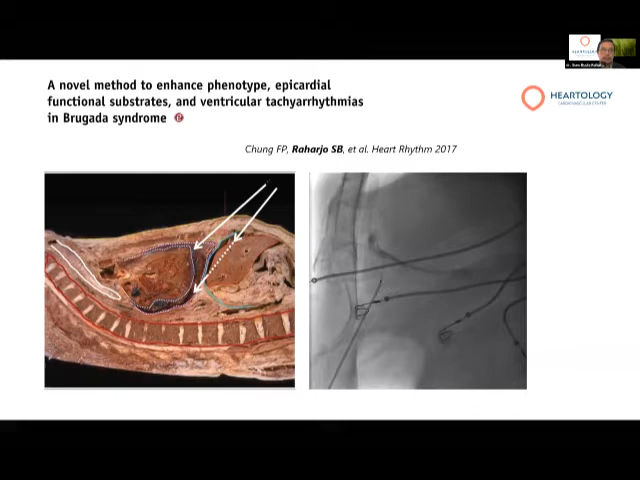 A novel method to enhance phenotype, epicardial
functional substrates, and ventricular tachyarrhythmias
in Brugada syndrome
HEARTOLOGY
CARDIOVASCULAR CENTER
Chung FP, Raharjo SB, et al. Heart Rhythm 2017